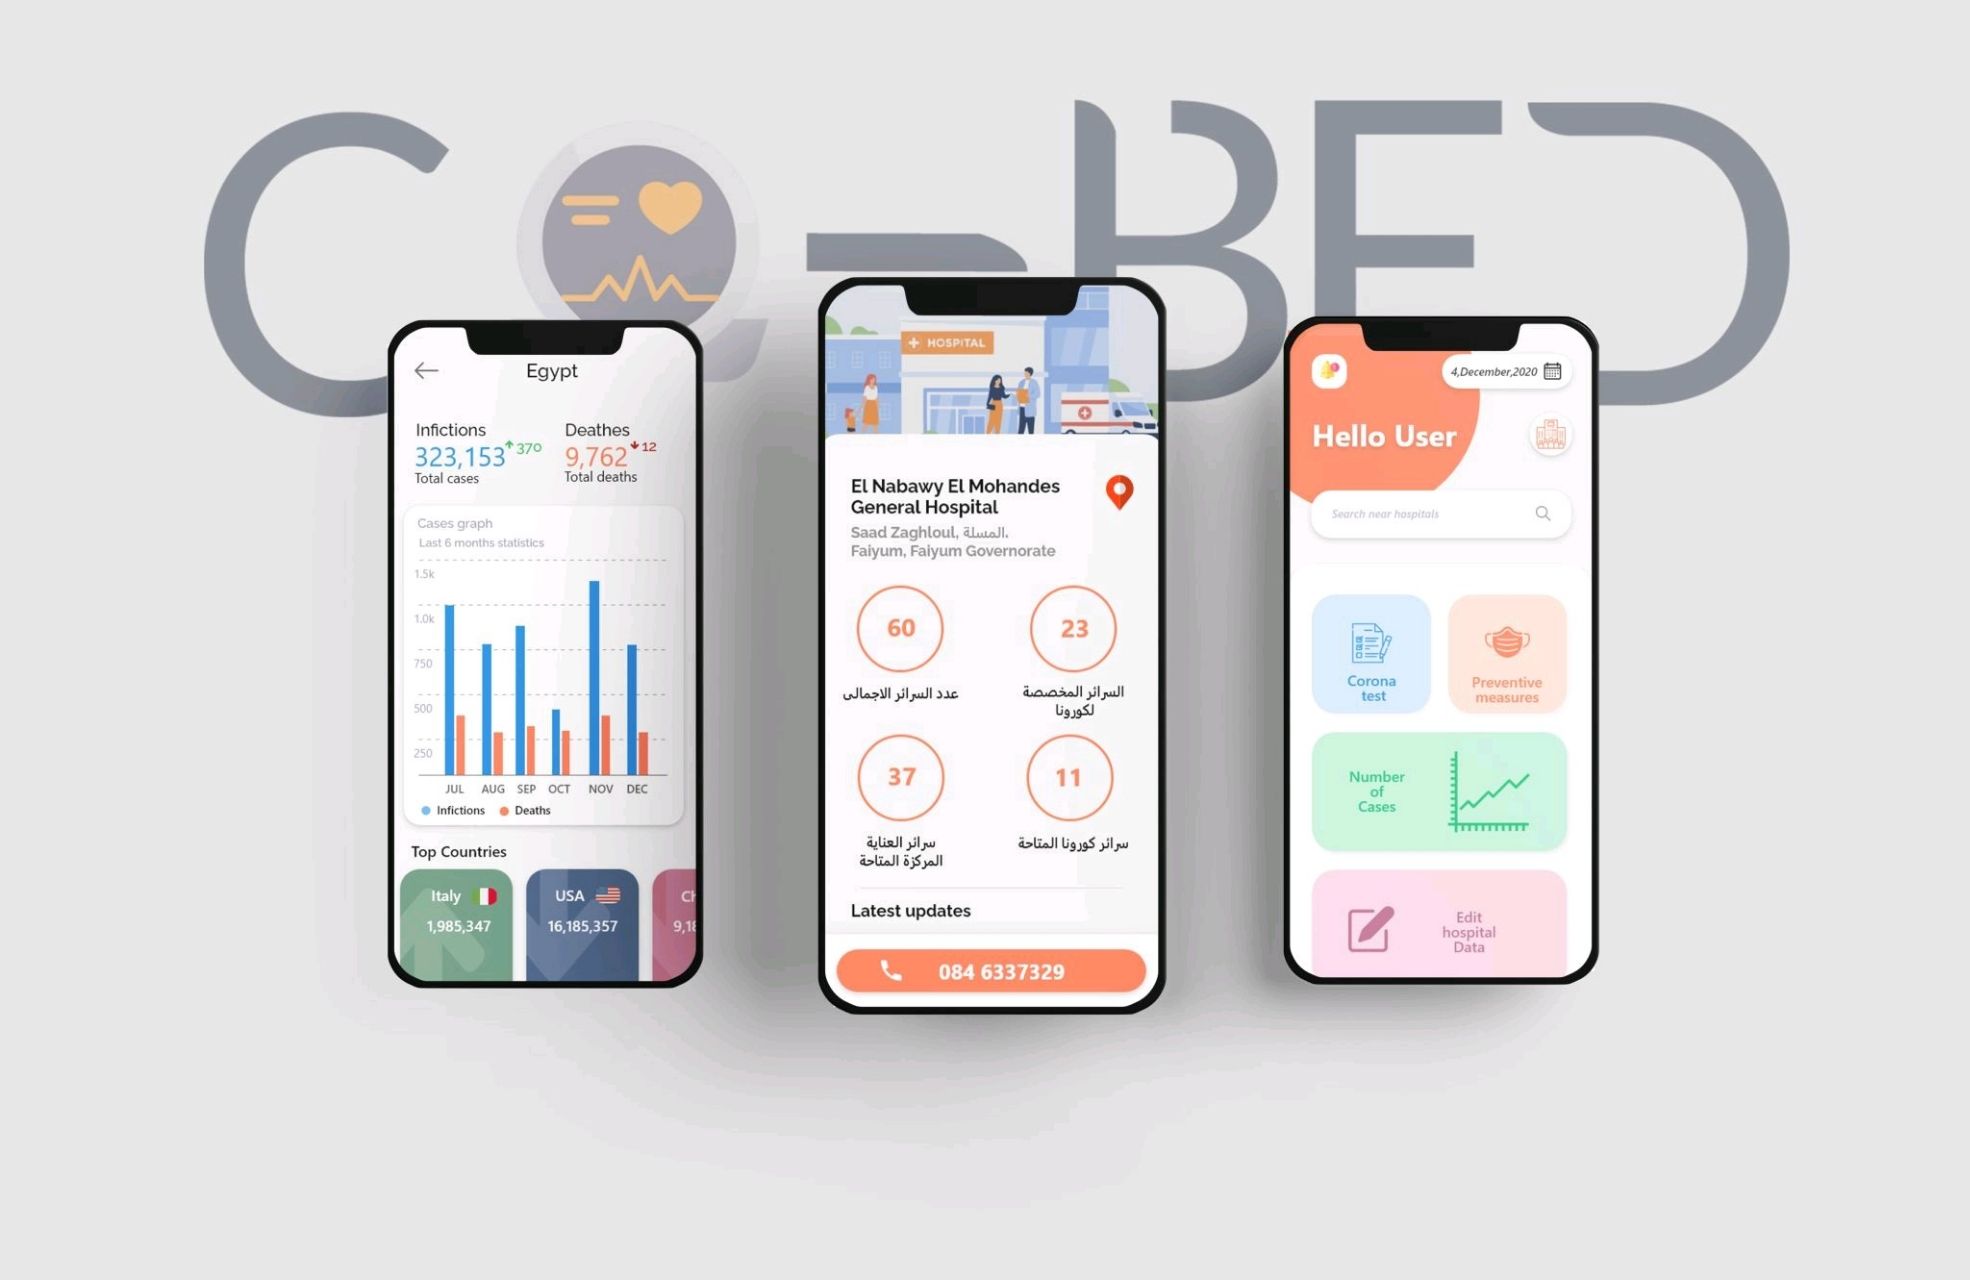 CO-BED
Egypt
Infictions
323,153 370
Total cases
Deathes
9,762 12
Total deaths
Cases graph
Last 6 months statistics
1.5k
1.0k
750
500
250
JUL AUG SEP OCT NOV DEC
Infictions Deaths
Top Countries
Italy
1,985,347
USA
16,185,357
9,18
HOSPITAL
El Nabawy El Mohandes
General Hospital
Saad Zaghloul, المسلة،
Faiyum, Faiyum Governorate
60
عدد السرائر الاجمالى
23
السرائر المخصصة
لكورونا
37
سرائر العناية
المركزة المتاحة
11
سرائر كورونا المتاحة
Latest updates
084 6337329
4,December,2020
Hello User
Search near hospitals
Corona
test
Preventive
measures
Number
of
Cases
Edit
hospital
Data